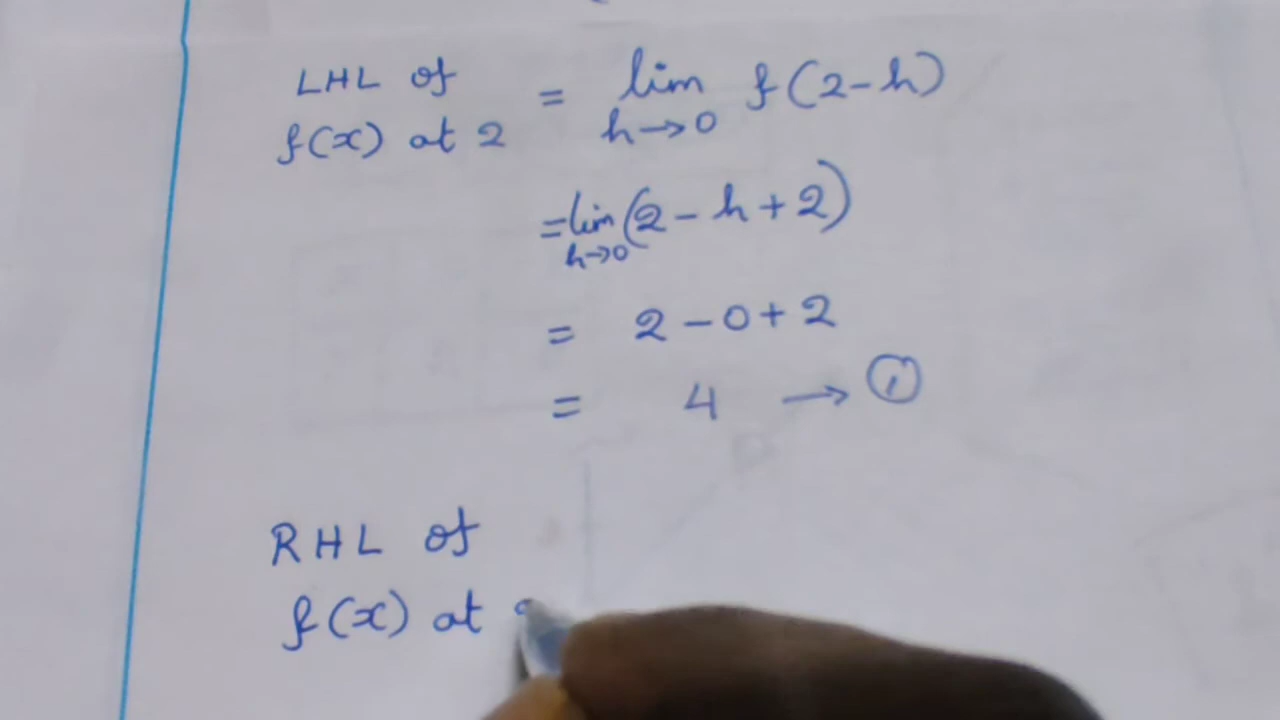 LHL of
f(x) at 2 = lim h→0 f(2-h)
= lim h→0 (2-h+2)
= 2-0+2
= 4 → ①
RHL of
f(x) at